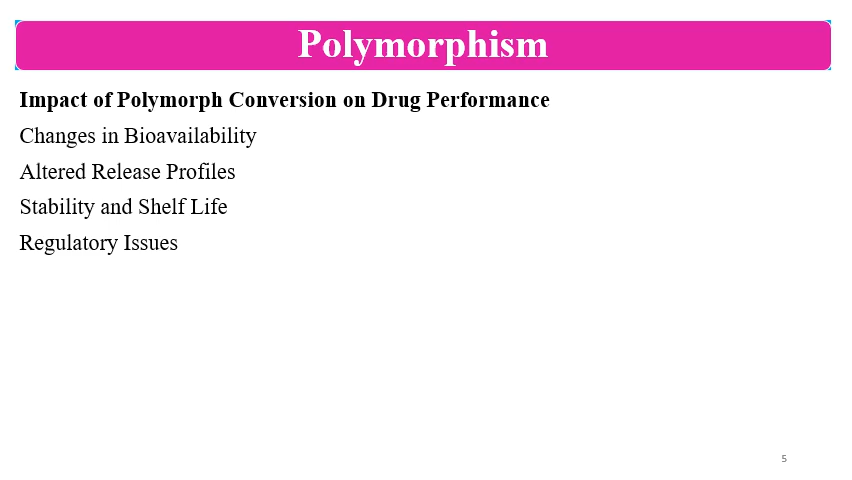 Polymorphism
Impact of Polymorph Conversion on Drug Performance
Changes in Bioavailability
Altered Release Profiles
Stability and Shelf Life
Regulatory Issues
5